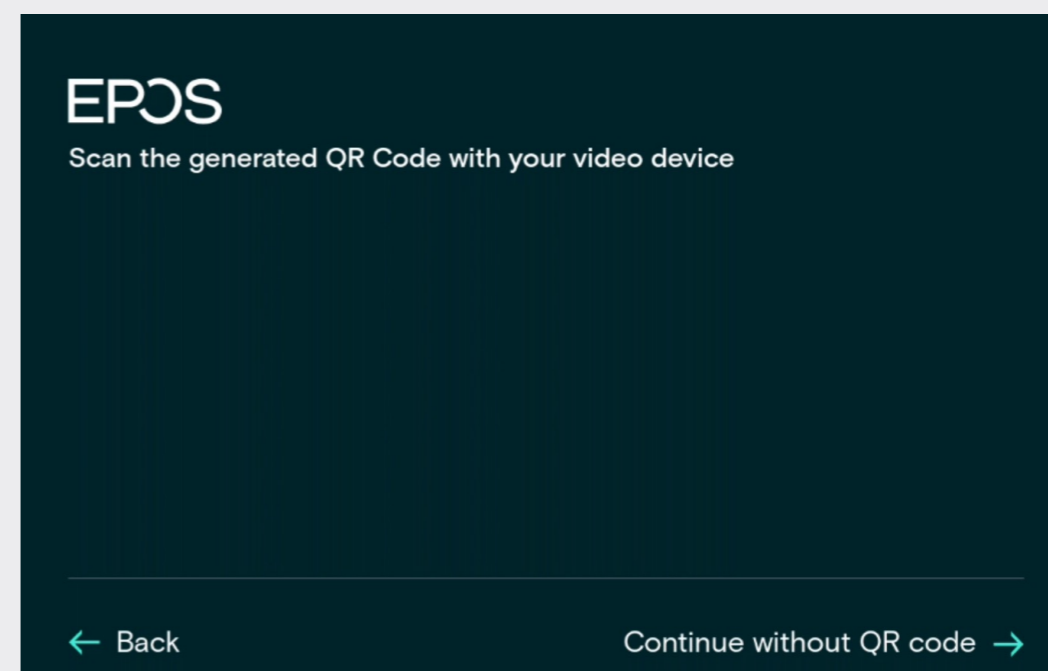 EPOS
Scan the generated QR Code with your video device
← Back
Continue without QR code →